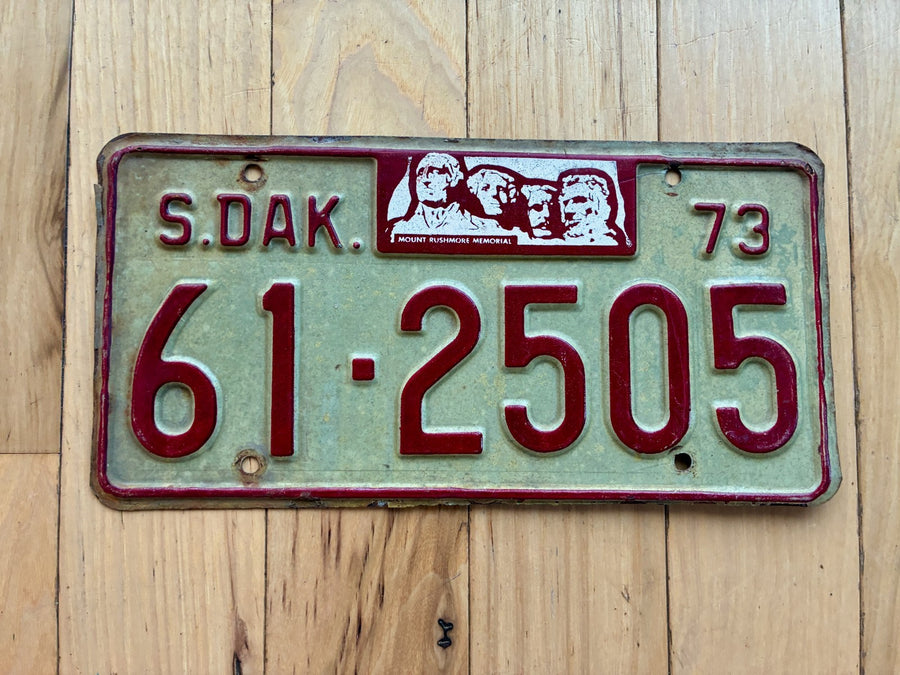 S.DAK. 73
MOUNT RUSHMORE MEMORIAL
61·2505